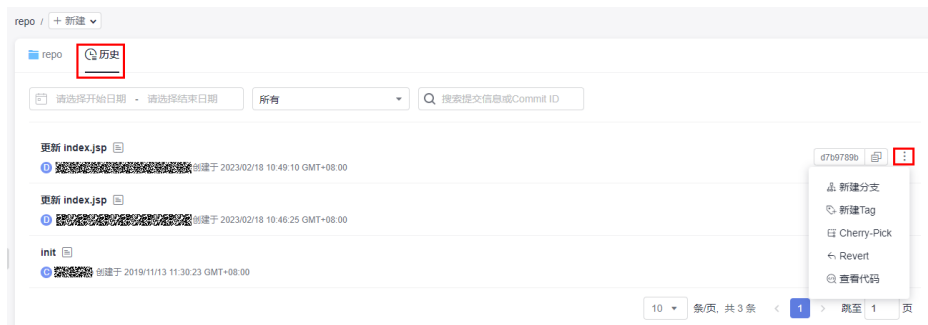 repo / + 新建
repo 历史
请选择开始日期 - 请选择结束日期 所有 搜索提交信息或Commit ID
更新 index.jsp
D 创建于 2023/02/18 10:49:10 GMT+08:00
d7b9789b
新建分支
新建Tag
Cherry-Pick
Revert
查看代码
更新 index.jsp
D 创建于 2023/02/18 10:46:25 GMT+08:00
init
C 创建于 2019/11/13 11:30:23 GMT+08:00
10 条/页, 共 3 条 < 1 > 跳至 1 页